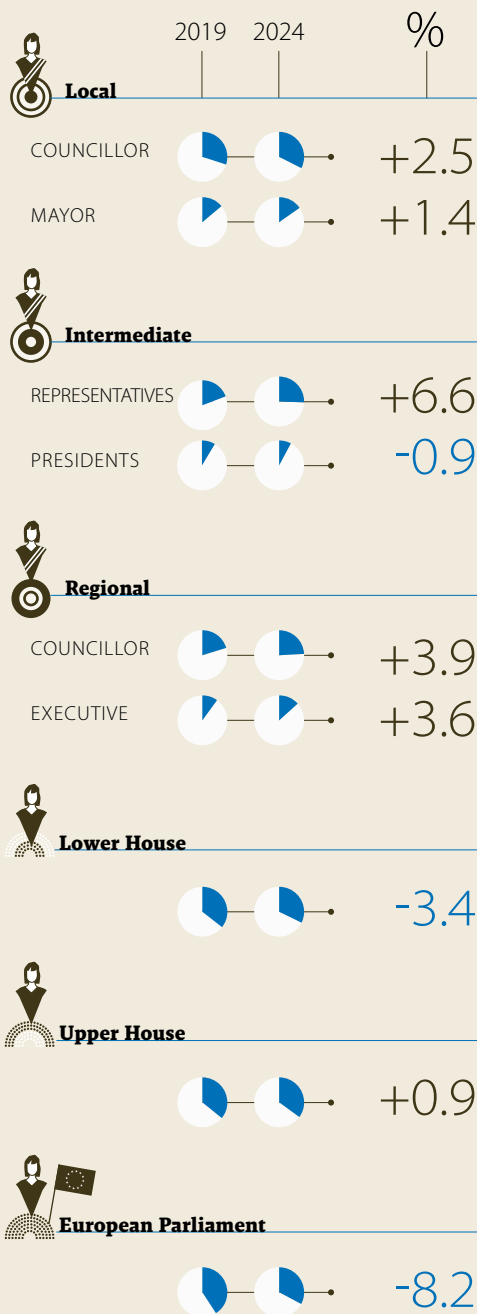 2019 2024 %
Local
COUNCILLOR +2.5
MAYOR +1.4
Intermediate
REPRESENTATIVES +6.6
PRESIDENTS -0.9
Regional
COUNCILLOR +3.9
EXECUTIVE +3.6
Lower House
-3.4
Upper House
+0.9
European Parliament
-8.2